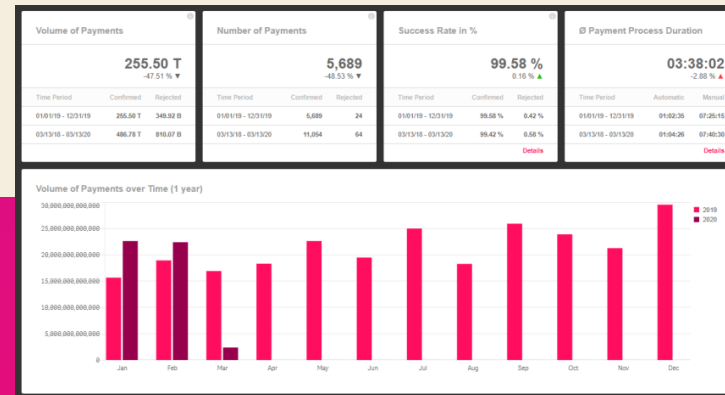 Volume of Payments
255.50 T
-47.51 % ▼
Time Period Confirmed Rejected
01/01/19 - 12/31/19 255.50 T 349.92 B
03/13/18 - 03/13/20 486.78 T 810.07 B
Number of Payments
5,689
-48.53 % ▼
Time Period Confirmed Rejected
01/01/19 - 12/31/19 5,689 24
03/13/18 - 03/13/20 11,054 64
Success Rate in %
99.58 %
0.16 % ▲
Time Period Confirmed Rejected
01/01/19 - 12/31/19 99.58 % 0.42 %
03/13/18 - 03/13/20 99.42 % 0.58 %
Details
Ø Payment Process Duration
03:38:02
-2.88 % ▲
Time Period Automatic Manual
01/01/19 - 12/31/19 01:02:35 07:25:15
03/13/18 - 03/13/20 01:04:26 07:40:30
Details
Volume of Payments over Time (1 year)
30,000,000,000,000
25,000,000,000,000
20,000,000,000,000
15,000,000,000,000
10,000,000,000,000
5,000,000,000,000
0
Jan Feb Mar Apr May Jun Jul Aug Sep Oct Nov Dec
2019
2020